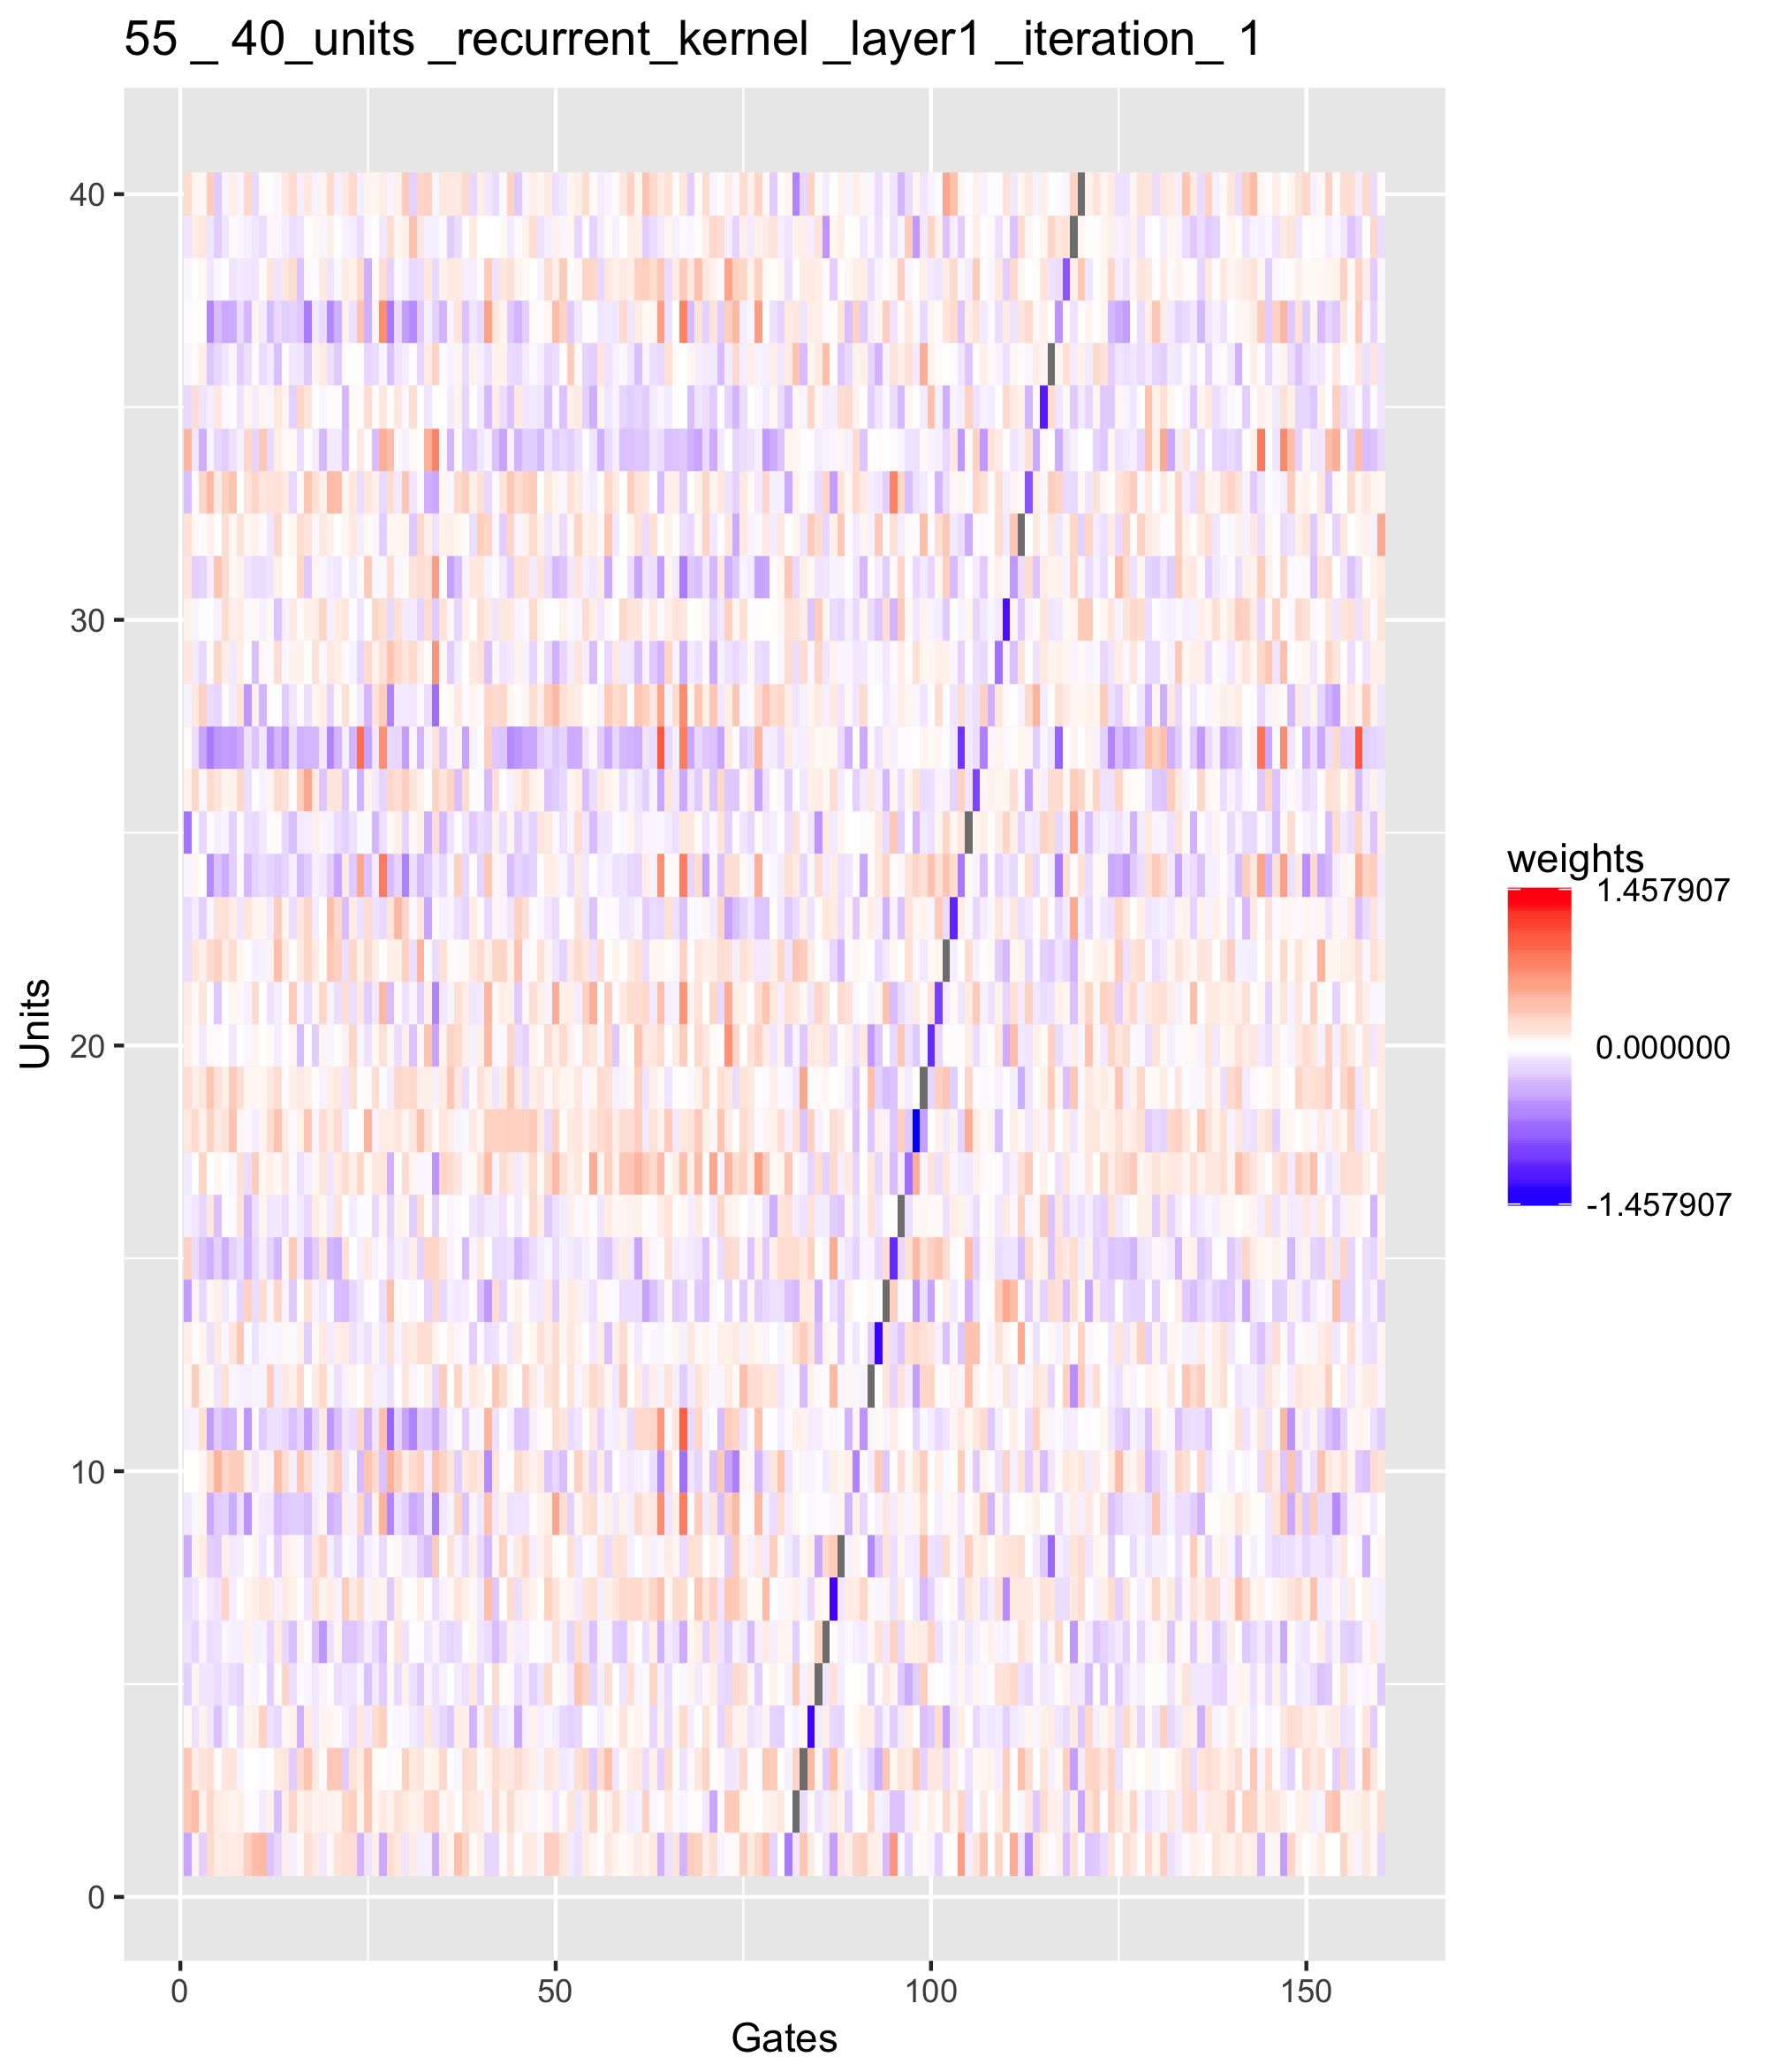 55 _ 40_units _recurrent_kernel _layer1 _iteration_ 1
40
30
20
10
0
Units
0 50 100 150
Gates
weights
1.457907
0.000000
-1.457907